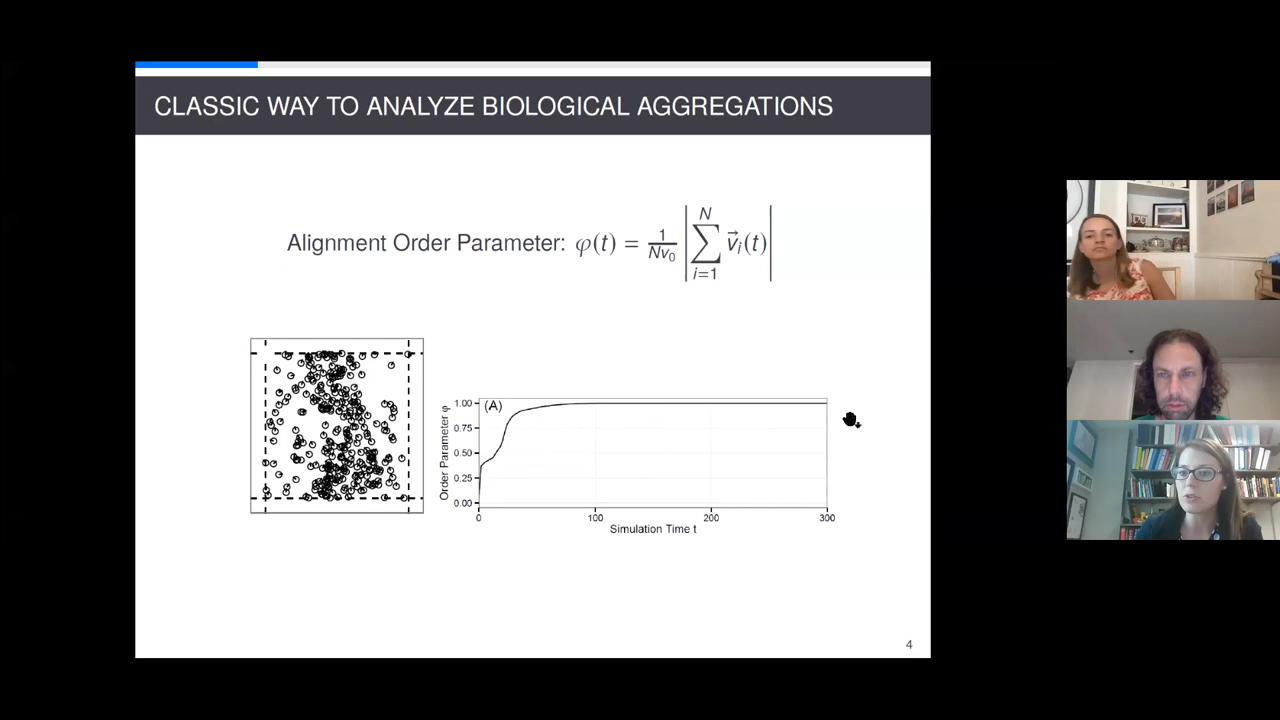 CLASSIC WAY TO ANALYZE BIOLOGICAL AGGREGATIONS
Alignment Order Parameter: φ(t) = 1/(Nv₀) |∑_{i=1}^{N} v⃗ᵢ(t)|
(A)
Order Parameter φ
1.00
0.75
0.50
0.25
0.00
0 100 200 300
Simulation Time t
4